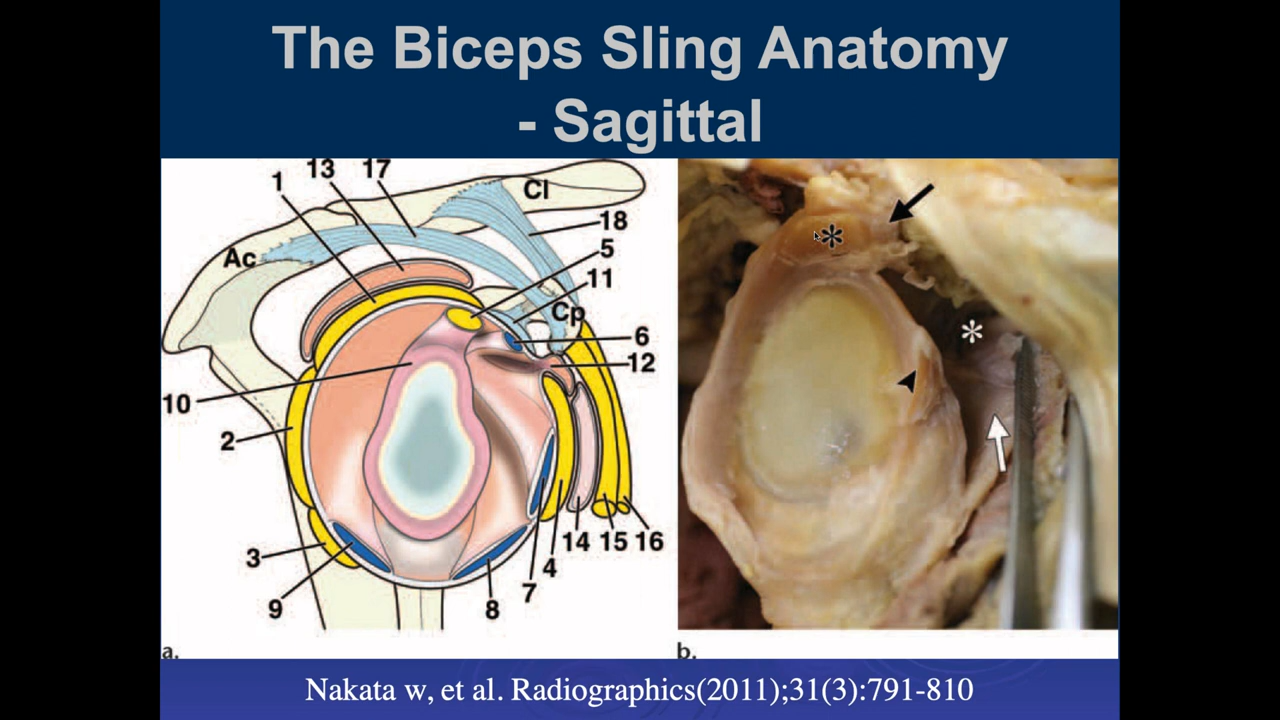 The Biceps Sling Anatomy
- Sagittal
1
13
17
Cl
18
5
Ac
11
Cp
6
12
10
2
3
9
14
15
16
4
7
8
*
*
a.
b.
Nakata w, et al. Radiographics(2011);31(3):791-810